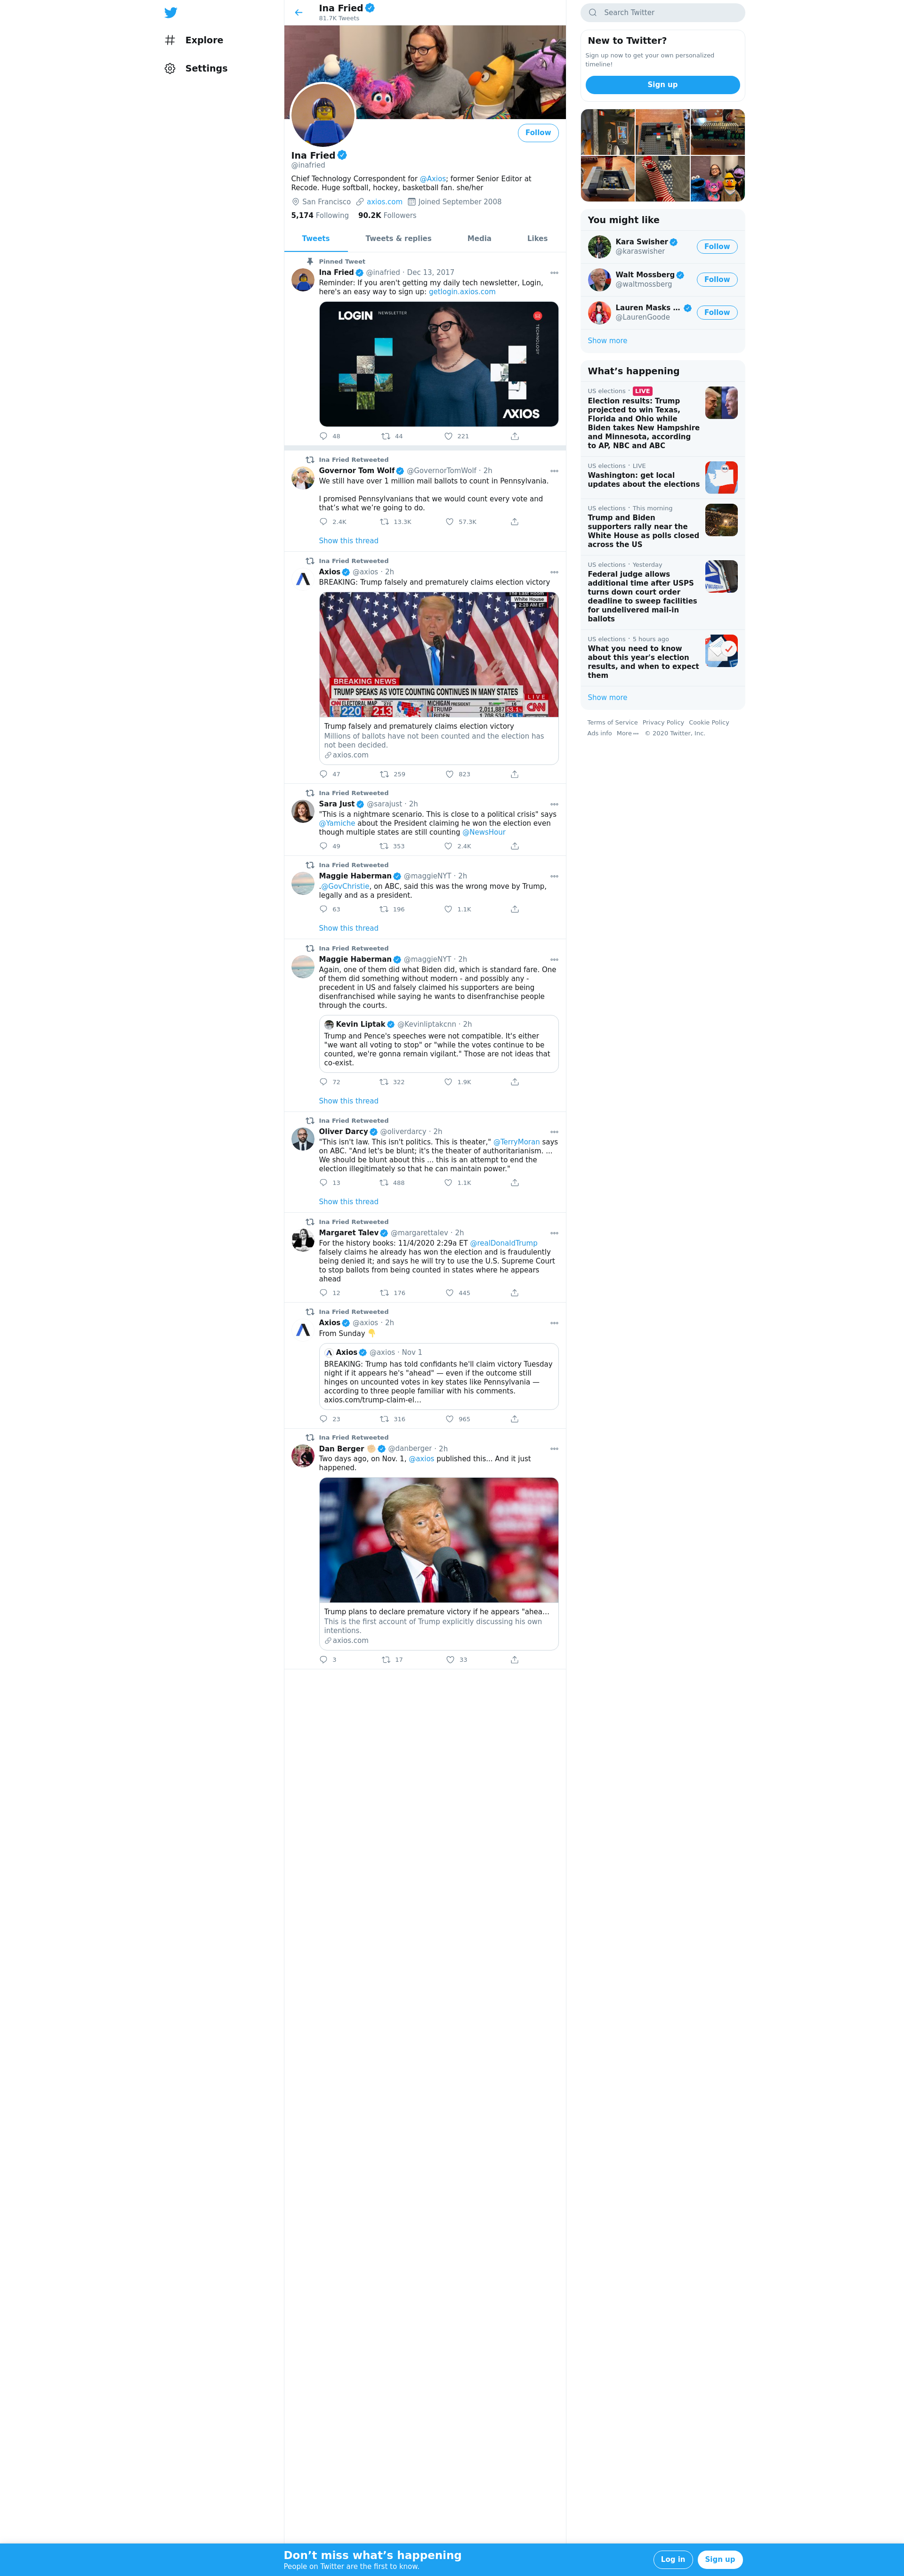 Explore
Settings
Ina Fried
81.7K Tweets
Follow
Ina Fried
@inafried
Chief Technology Correspondent for @Axios; former Senior Editor at
Recode. Huge softball, hockey, basketball fan. she/her
San Francisco axios.com Joined September 2008
5,174 Following 90.2K Followers
Tweets Tweets & replies Media Likes
Pinned Tweet
Ina Fried @inafried · Dec 13, 2017
Reminder: If you aren't getting my daily tech newsletter, Login,
here's an easy way to sign up: getlogin.axios.com
LOGIN NEWSLETTER
TECHNOLOGY
AXIOS
48 44 221
Ina Fried Retweeted
Governor Tom Wolf @GovernorTomWolf · 2h
We still have over 1 million mail ballots to count in Pennsylvania.
I promised Pennsylvanians that we would count every vote and
that's what we're going to do.
2.4K 13.3K 57.3K
Show this thread
Ina Fried Retweeted
Axios @axios · 2h
BREAKING: Trump falsely and prematurely claims election victory
White House
2:26 AM ET
BREAKING NEWS
TRUMP SPEAKS AS VOTE COUNTING CONTINUES IN MANY STATES
LIVE
CNN ELECTORAL MAP
220 213
MICHIGAN PRESIDENT
TRUMP 2,011,887
BIDEN
CNN
Trump falsely and prematurely claims election victory
Millions of ballots have not been counted and the election has
not been decided.
axios.com
47 259 823
Ina Fried Retweeted
Sara Just @sarajust · 2h
"This is a nightmare scenario. This is close to a political crisis" says
@Yamiche about the President claiming he won the election even
though multiple states are still counting @NewsHour
49 353 2.4K
Ina Fried Retweeted
Maggie Haberman @maggieNYT · 2h
.@GovChristie, on ABC, said this was the wrong move by Trump,
legally and as a president.
63 196 1.1K
Show this thread
Ina Fried Retweeted
Maggie Haberman @maggieNYT · 2h
Again, one of them did what Biden did, which is standard fare. One
of them did something without modern - and possibly any -
precedent in US and falsely claimed his supporters are being
disenfranchised while saying he wants to disenfranchise people
through the courts.
Kevin Liptak @Kevinliptakcnn · 2h
Trump and Pence's speeches were not compatible. It's either
"we want all voting to stop" or "while the votes continue to be
counted, we're gonna remain vigilant." Those are not ideas that
co-exist.
72 322 1.9K
Show this thread
Ina Fried Retweeted
Oliver Darcy @oliverdarcy · 2h
"This isn't law. This isn't politics. This is theater," @TerryMoran says
on ABC. "And let's be blunt; it's the theater of authoritarianism. ...
We should be blunt about this ... this is an attempt to end the
election illegitimately so that he can maintain power."
13 488 1.1K
Show this thread
Ina Fried Retweeted
Margaret Talev @margarettalev · 2h
For the history books: 11/4/2020 2:29a ET @realDonaldTrump
falsely claims he already has won the election and is fraudulently
being denied it; and says he will try to use the U.S. Supreme Court
to stop ballots from being counted in states where he appears
ahead
12 176 445
Ina Fried Retweeted
Axios @axios · 2h
From Sunday 👇
Axios @axios · Nov 1
BREAKING: Trump has told confidants he'll claim victory Tuesday
night if it appears he's "ahead" — even if the outcome still
hinges on uncounted votes in key states like Pennsylvania —
according to three people familiar with his comments.
axios.com/trump-claim-el...
23 316 965
Ina Fried Retweeted
Dan Berger @danberger · 2h
Two days ago, on Nov. 1, @axios published this... And it just
happened.
Trump plans to declare premature victory if he appears "ahea...
This is the first account of Trump explicitly discussing his own
intentions.
axios.com
3 17 33
Search Twitter
New to Twitter?
Sign up now to get your own personalized
timeline!
Sign up
You might like
Kara Swisher
@karaswisher
Follow
Walt Mossberg
@waltmossberg
Follow
Lauren Masks ...
@LaurenGoode
Follow
Show more
What's happening
US elections · LIVE
Election results: Trump
projected to win Texas,
Florida and Ohio while
Biden takes New Hampshire
and Minnesota, according
to AP, NBC and ABC
US elections · LIVE
Washington: get local
updates about the elections
US elections · This morning
Trump and Biden
supporters rally near the
White House as polls closed
across the US
US elections · Yesterday
Federal judge allows
additional time after USPS
turns down court order
deadline to sweep facilities
for undelivered mail-in
ballots
US elections · 5 hours ago
What you need to know
about this year's election
results, and when to expect
them
Show more
Terms of Service Privacy Policy Cookie Policy
Ads info More © 2020 Twitter, Inc.
Don't miss what's happening
People on Twitter are the first to know.
Log in
Sign up